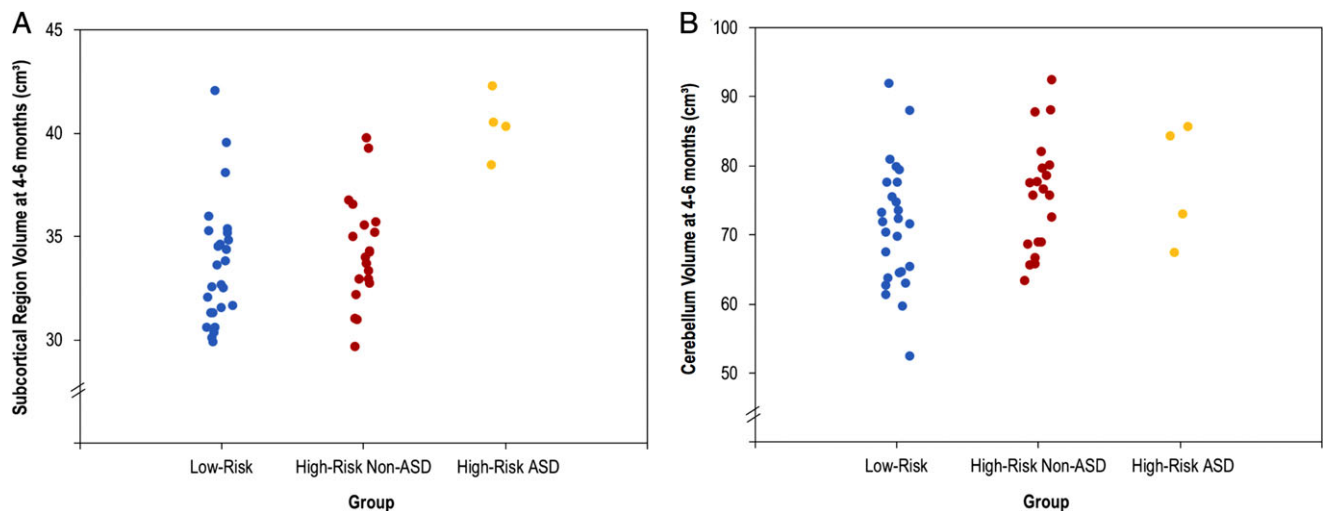 A
Subcortical Region Volume at 4-6 months (cm³)
45
40
35
30
Low-Risk
High-Risk Non-ASD
High-Risk ASD
Group
B
Cerebellum Volume at 4-6 months (cm³)
100
90
80
70
60
50
Low-Risk
High-Risk Non-ASD
High-Risk ASD
Group